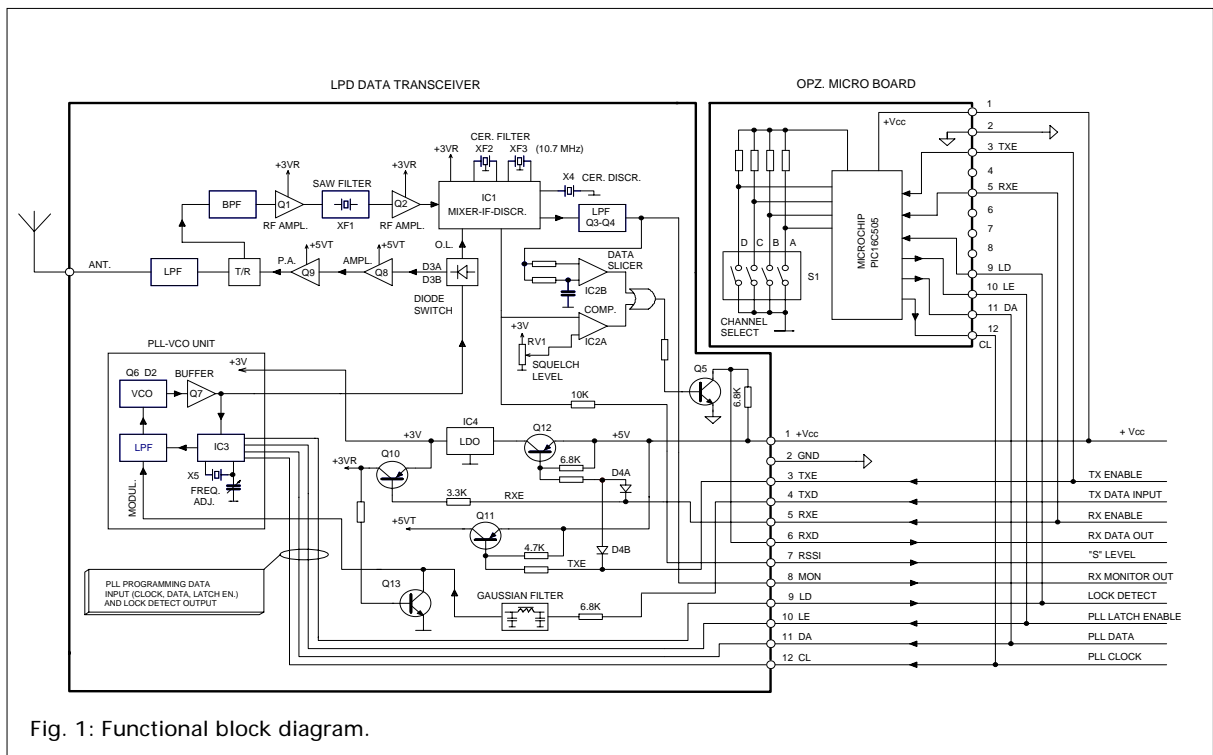 LPD DATA TRANSCEIVER
OPZ. MICRO BOARD
ANT.
LPF
BPF
T/R
+3VR
Q1
RF AMPL.
SAW FILTER
XF1
+3VR
Q2
RF AMPL.
+3VR
CER. FILTER
XF2
XF3
(10.7 MHz)
IC1
MIXER-IF-DISCR.
X4
CER. DISCR.
LPF
Q3-Q4
O.L.
+5VT
P.A.
Q9
+5VT
AMPL.
Q8
D3A
D3B
DIODE
SWITCH
DATA
SLICER
IC2B
COMP.
IC2A
+3V
RV1
SQUELCH
LEVEL
Q5
6.8K
10K
PLL-VCO UNIT
Q6 D2
VCO
BUFFER
Q7
+3V
LPF
IC3
X5
FREQ.
ADJ.
MODUL.
+3V
IC4
LDO
Q12
+5V
6.8K
D4A
Q10
+3VR
3.3K
RXE
Q11
+5VT
4.7K
TXE
D4B
Q13
GAUSSIAN FILTER
6.8K
PLL PROGRAMMING DATA
INPUT (CLOCK, DATA, LATCH EN.)
AND LOCK DETECT OUTPUT
+Vcc
D C B A
S1
CHANNEL
SELECT
MICROCHIP
PIC16C505
1
2
3 TXE
4
5 RXE
6
7
8
9 LD
10 LE
11 DA
12
CL
1 +Vcc
+ Vcc
2 GND
3 TXE
TX ENABLE
4 TXD
TX DATA INPUT
5 RXE
RX ENABLE
6 RXD
RX DATA OUT
7 RSSI
"S" LEVEL
8 MON
RX MONITOR OUT
9 LD
LOCK DETECT
10 LE
PLL LATCH ENABLE
11 DA
PLL DATA
12 CL
PLL CLOCK
Fig. 1: Functional block diagram.